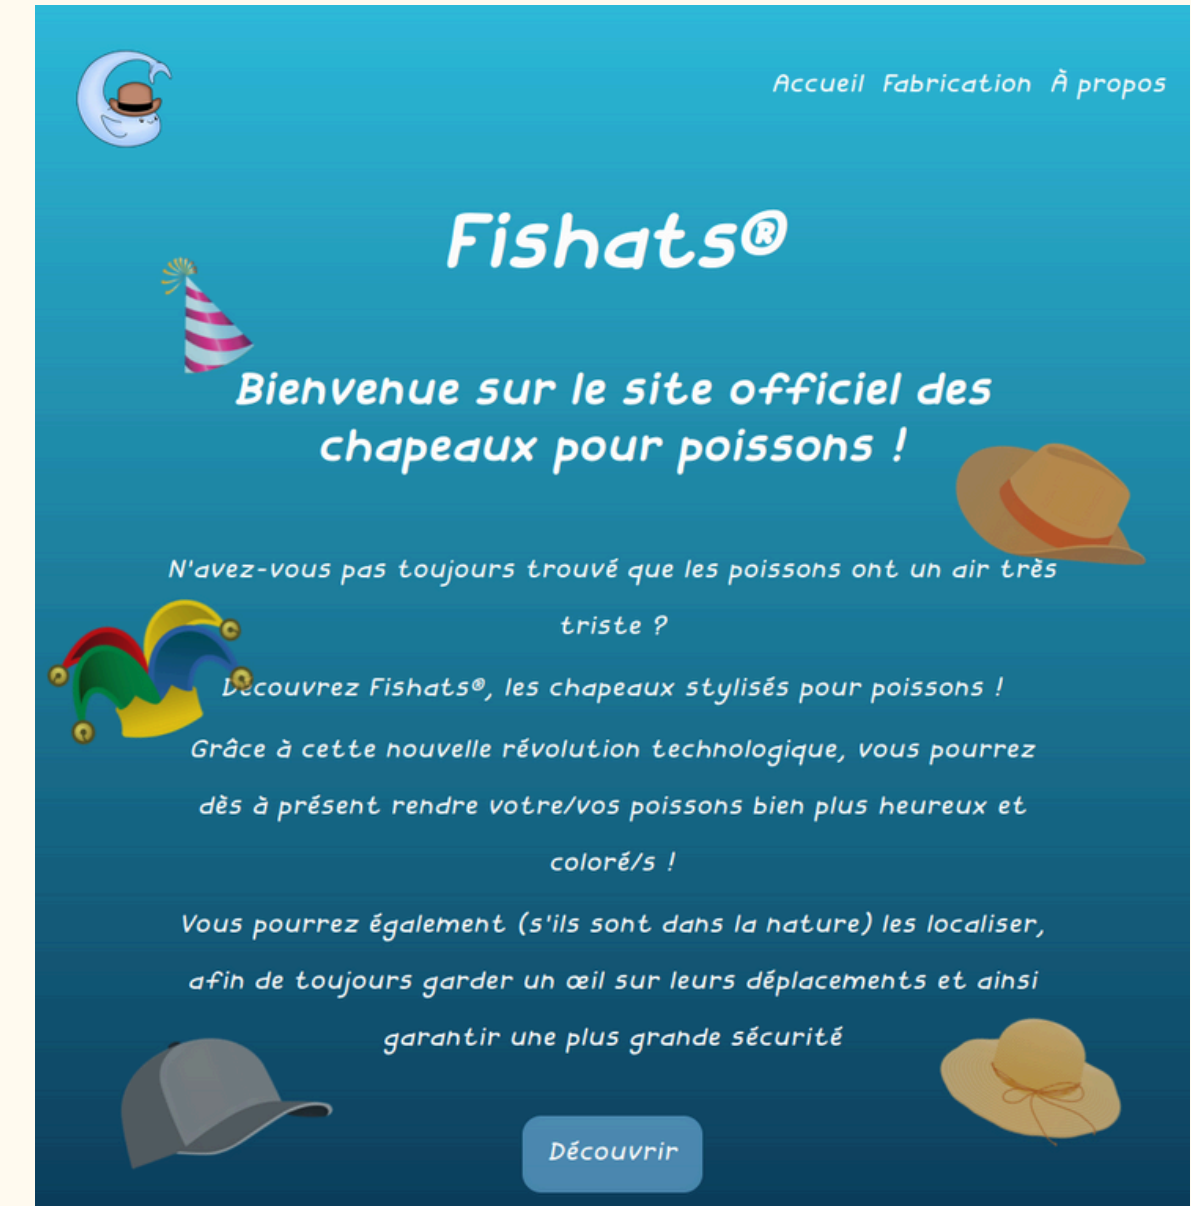 Accueil Fabrication À propos
Fishats®
Bienvenue sur le site officiel des
chapeaux pour poissons !
N'avez-vous pas toujours trouvé que les poissons ont un air très
triste ?
Découvrez Fishats®, les chapeaux stylisés pour poissons !
Grâce à cette nouvelle révolution technologique, vous pourrez
dès à présent rendre votre/vos poissons bien plus heureux et
coloré/s !
Vous pourrez également (s'ils sont dans la nature) les localiser,
afin de toujours garder un œil sur leurs déplacements et ainsi
garantir une plus grande sécurité
Découvrir